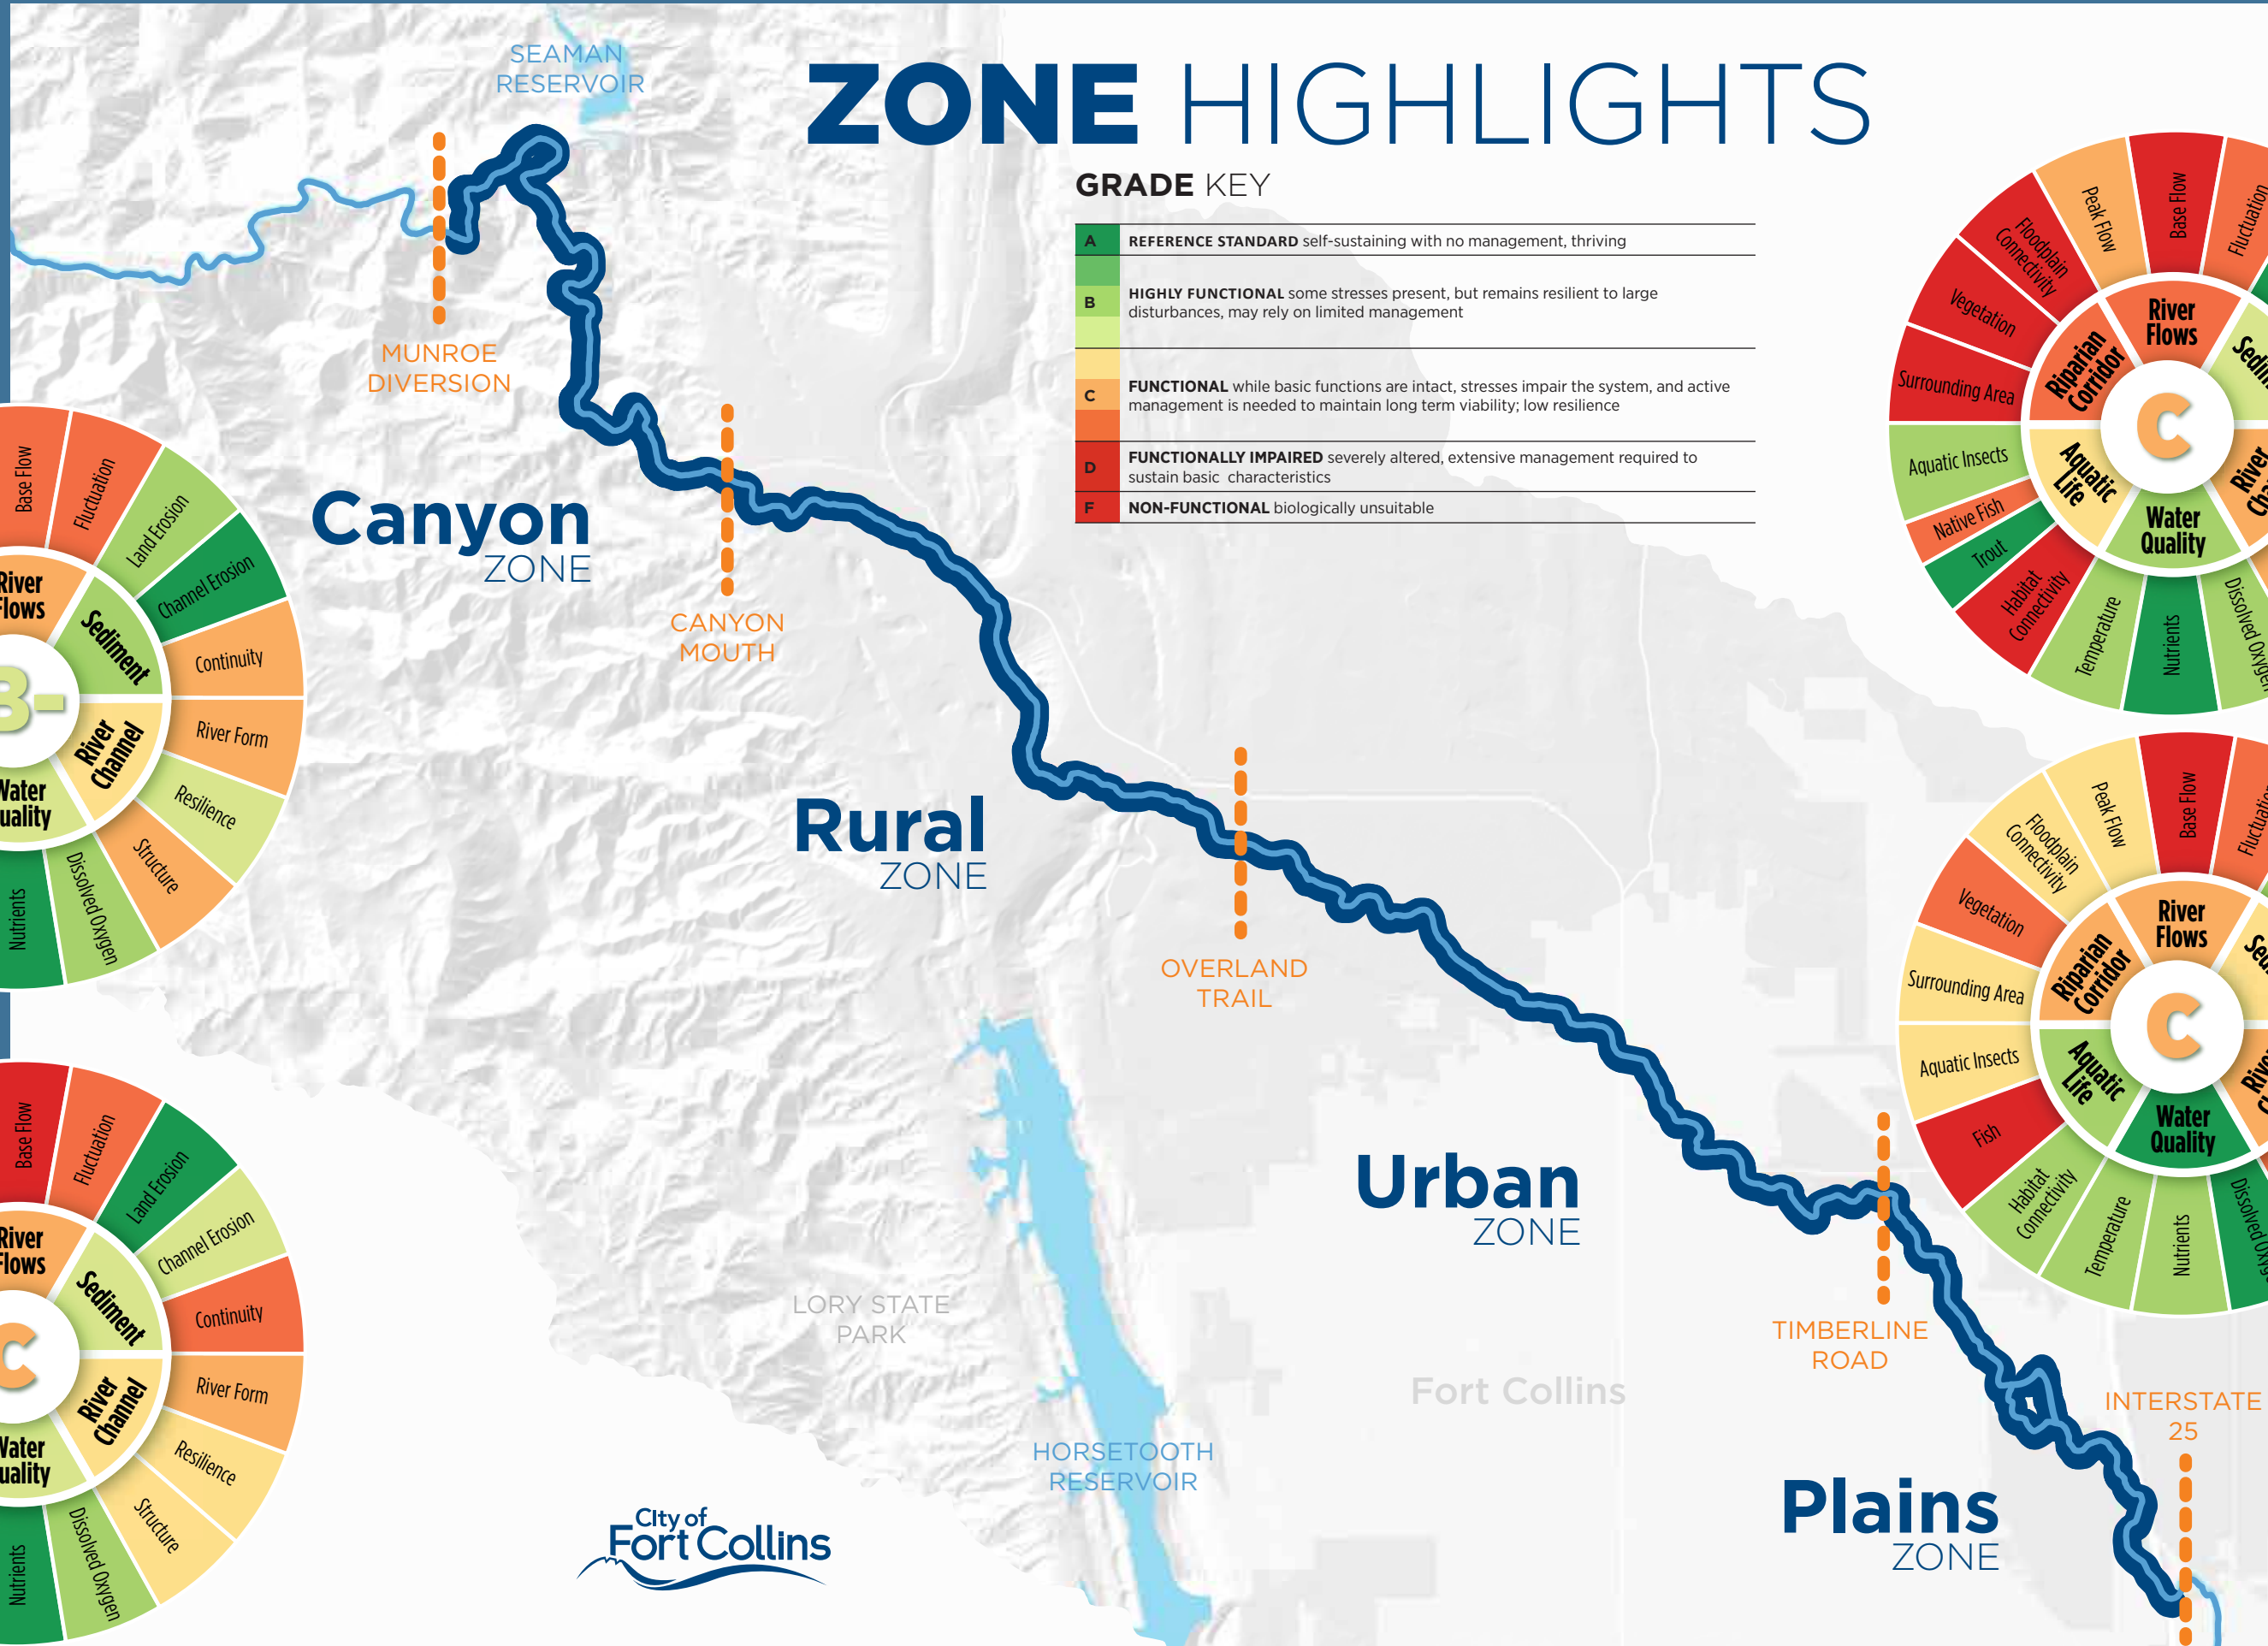 ZONE HIGHLIGHTS
GRADE KEY
A REFERENCE STANDARD self-sustaining with no management, thriving
B HIGHLY FUNCTIONAL some stresses present, but remains resilient to large
disturbances, may rely on limited management
C FUNCTIONAL while basic functions are intact, stresses impair the system, and active
management is needed to maintain long term viability; low resilience
D FUNCTIONALLY IMPAIRED severely altered, extensive management required to
sustain basic characteristics
F NON-FUNCTIONAL biologically unsuitable
SEAMAN
RESERVOIR
MUNROE
DIVERSION
Canyon
ZONE
CANYON
MOUTH
Rural
ZONE
OVERLAND
TRAIL
Urban
ZONE
TIMBERLINE
ROAD
INTERSTATE
25
Plains
ZONE
LORY STATE
PARK
HORSETOOTH
RESERVOIR
Fort Collins
City of
Fort Collins
Base Flow
Fluctuation
Land Erosion
Channel Erosion
Continuity
River Form
Resilience
Structure
Dissolved Oxygen
Nutrients
River
Flows
Sediment
River
Channel
Water
Quality
B-
Base Flow
Fluctuation
Land Erosion
Channel Erosion
Continuity
River Form
Resilience
Structure
Dissolved Oxygen
Nutrients
River
Flows
Sediment
River
Channel
Water
Quality
C
Surrounding Area
Vegetation
Floodplain
Connectivity
Peak Flow
Base Flow
Fluctuation
Aquatic Insects
Native Fish
Trout
Habitat
Connectivity
Temperature
Nutrients
Dissolved Oxygen
Riparian
Corridor
River
Flows
Aquatic
Life
Water
Quality
River
C
Surrounding Area
Vegetation
Floodplain
Connectivity
Peak Flow
Base Flow
Fluctuation
Aquatic Insects
Fish
Habitat
Connectivity
Temperature
Nutrients
Dissolved
Riparian
Corridor
River
Flows
Aquatic
Life
Water
Quality
River
C